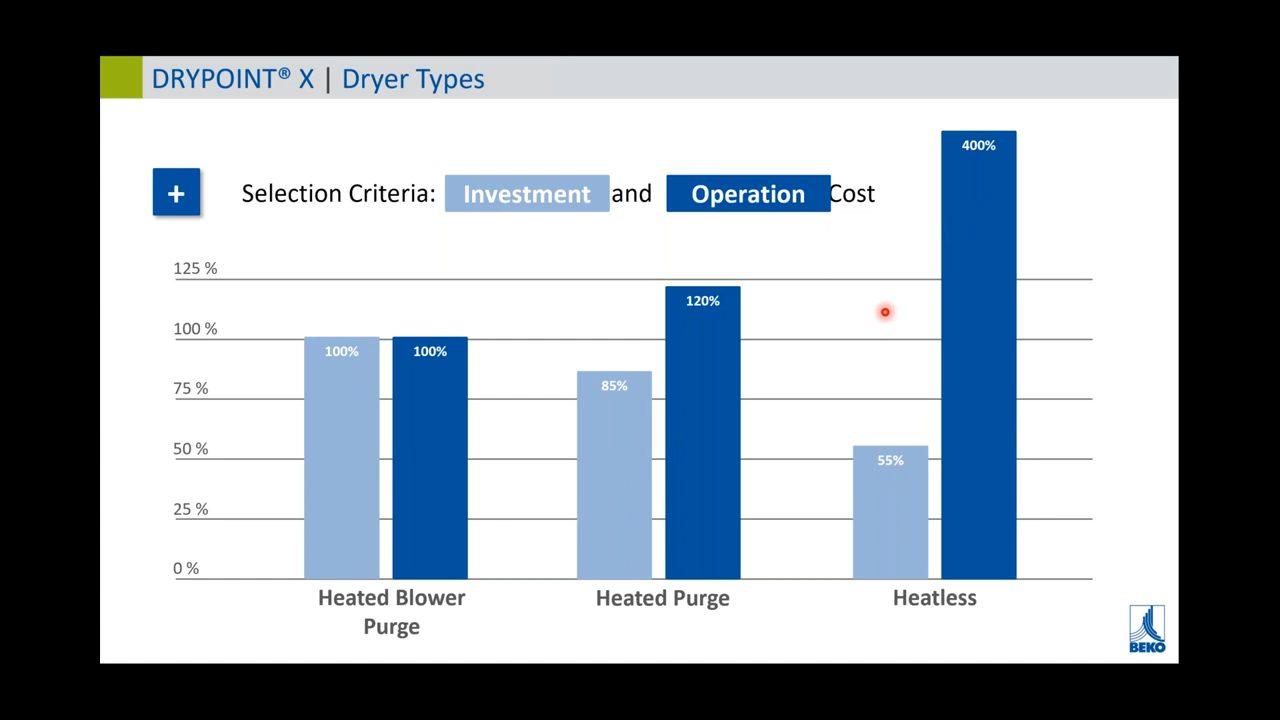 DRYPOINT® X | Dryer Types
+ Selection Criteria: Investment and Operation Cost
400%
125 %
120%
100 %
100% 100%
85%
75 %
50 %
55%
25 %
0 %
Heated Blower Purge
Heated Purge
Heatless
BEKO